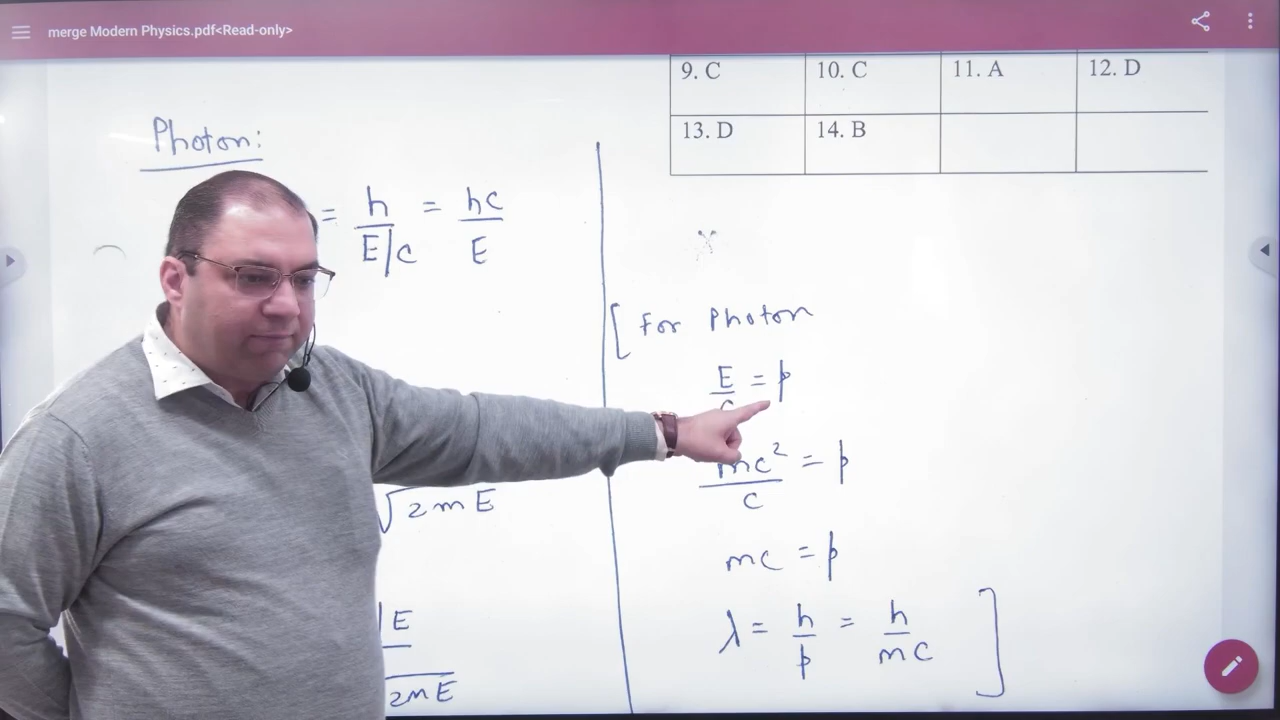 merge Modern Physics.pdf<Read-only>
9. C 10. C 11. A 12. D
13. D 14. B
Photon:
= h/E/c = hc/E
√2mE
E
2mE
[For Photon
E/c = p
mc²/c = p
mc = p
λ = h/p = h/mc ]